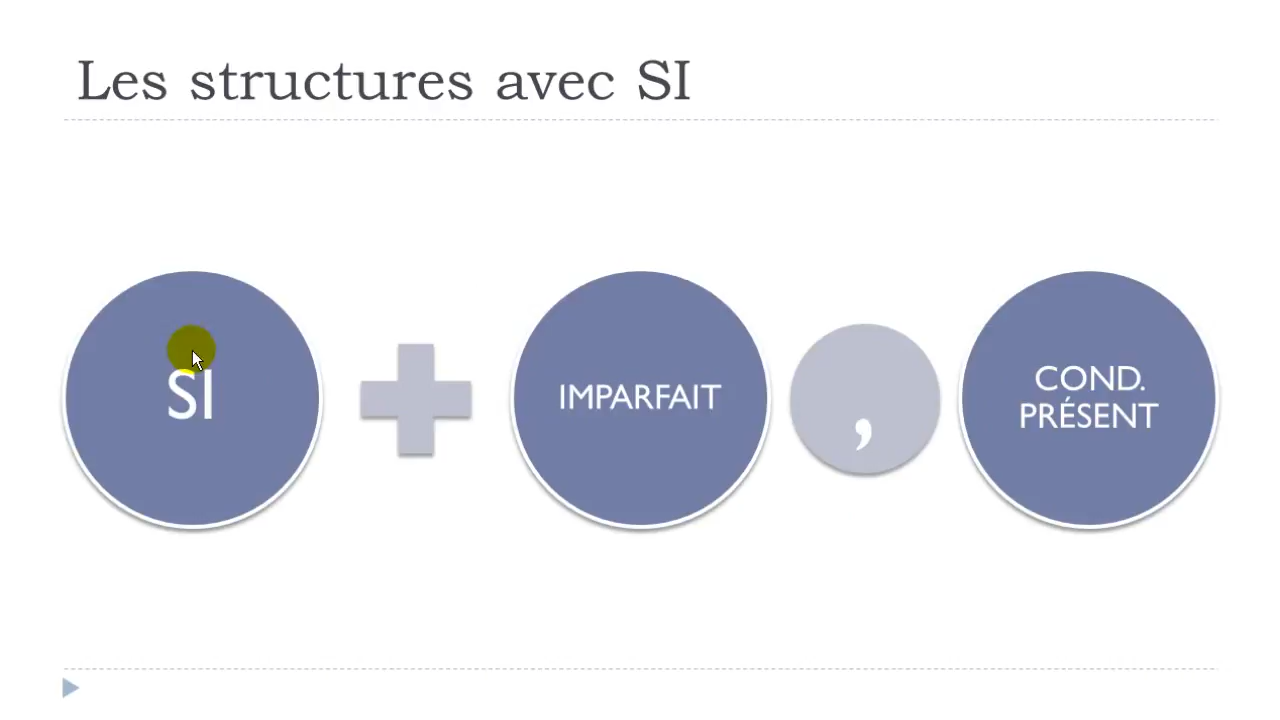 Les structures avec SI
SI
IMPARFAIT
,
COND.
PRÉSENT